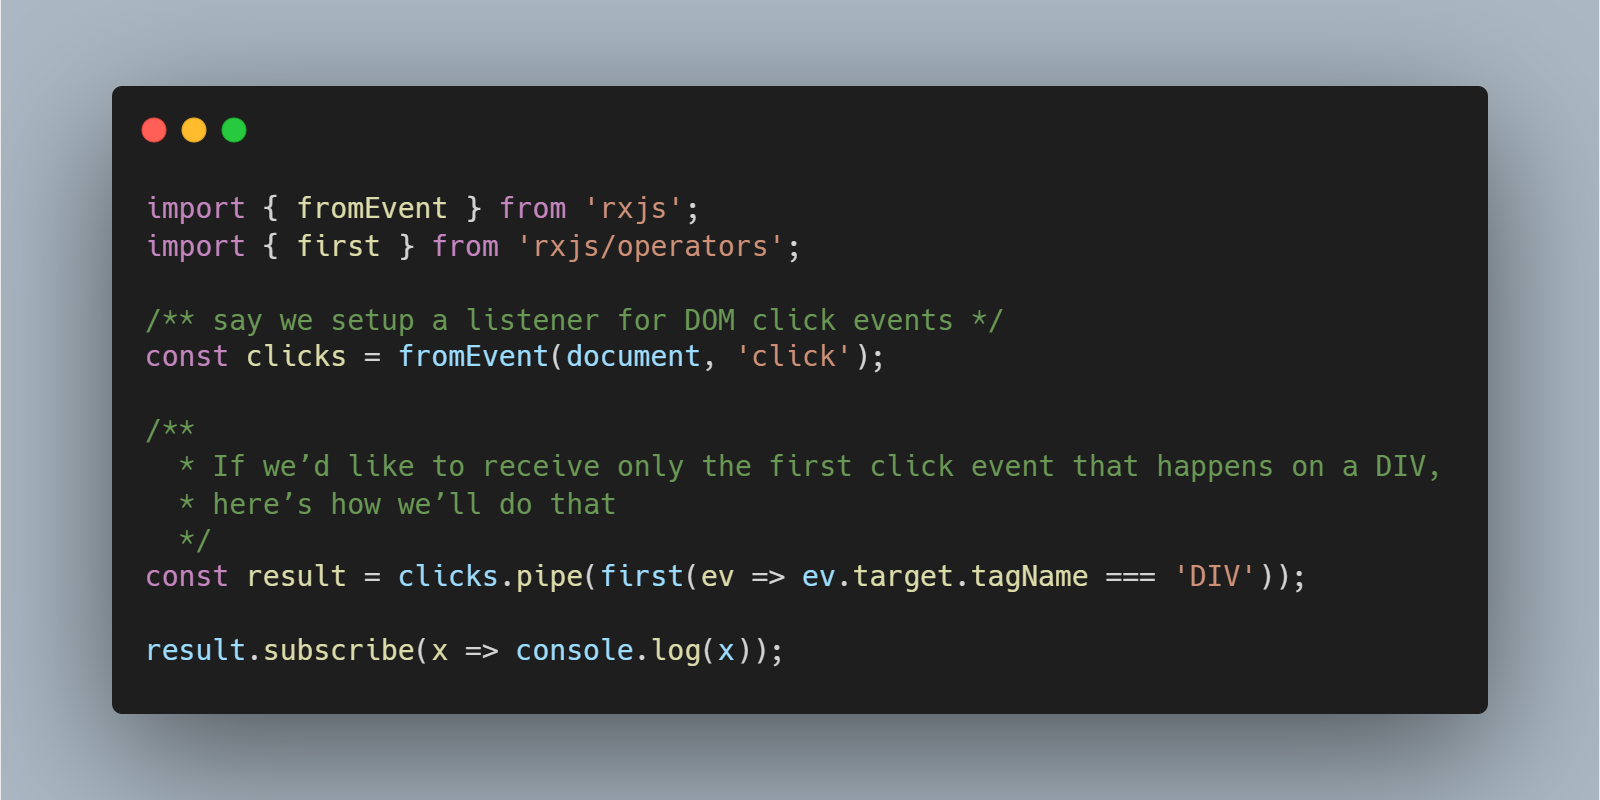 import { fromEvent } from 'rxjs';
import { first } from 'rxjs/operators';
/** say we setup a listener for DOM click events */
const clicks = fromEvent(document, 'click');
/**
  * If we’d like to receive only the first click event that happens on a DIV,
  * here’s how we’ll do that
  */
const result = clicks.pipe(first(ev => ev.target.tagName === 'DIV'));
result.subscribe(x => console.log(x));